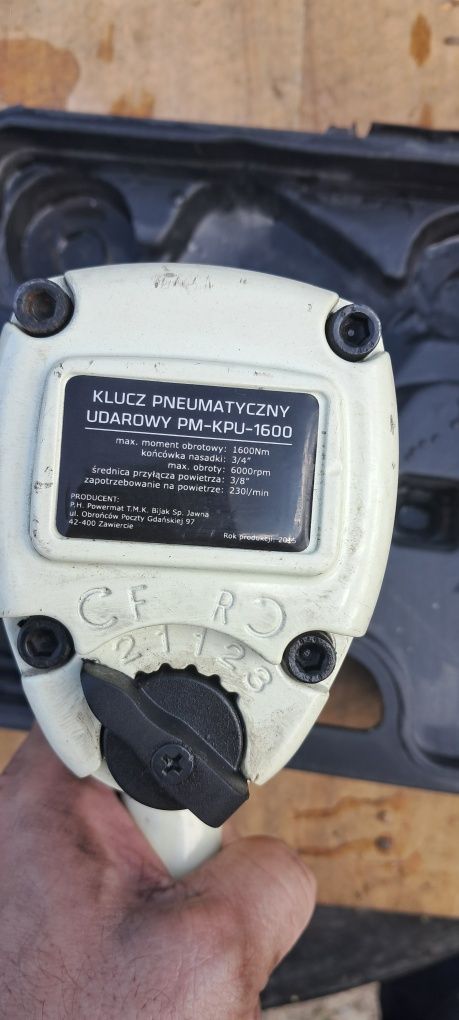 KLUCZ PNEUMATYCZNY
UDAROWY PM-KPU-1600
max. moment obrotowy: 1600Nm
końcówka nasadki: 3/4"
max. obroty: 6000rpm
średnica przyłącza powietrza: 3/8"
zapotrzebowanie na powietrze: 230l/min
PRODUCENT:
P.H. Powermat T.M.K. Bijak Sp. Jawna
ul. Obrońców Poczty Gdańskiej 97
42-400 Zawiercie
Rok produkcji:
F R
2 1 1 2 3